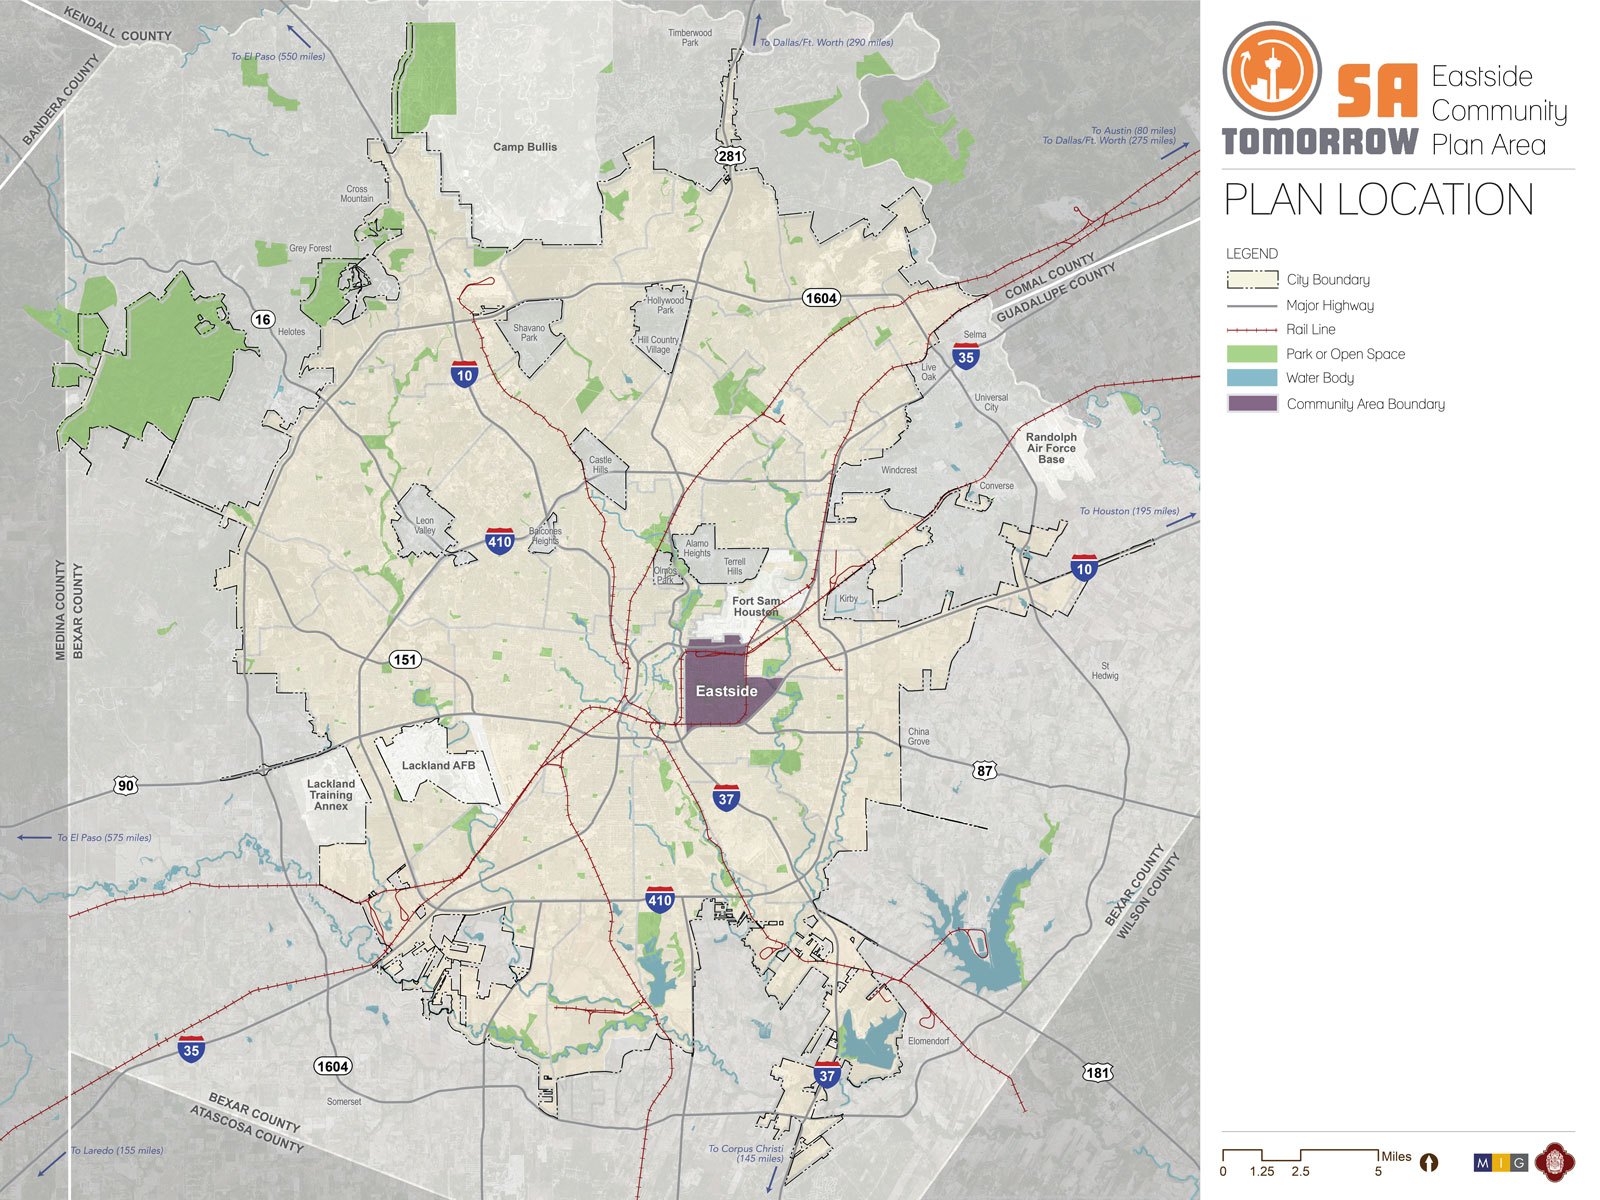 KENDALL COUNTY
BANDERA COUNTY
To El Paso (550 miles)
Timberwood
Park
To Dallas/Ft. Worth (290 miles)
To Austin (80 miles)
To Dallas/Ft. Worth (275 miles)
Camp Bullis
281
Cross
Mountain
Grey Forest
16
Helotes
1604
COMAL COUNTY
GUADALUPE COUNTY
Hollywood
Park
Shavano
Park
Hill Country
Village
Selma
35
10
Live
Oak
Universal
City
Randolph
Air Force
Base
Castle
Hills
Windcrest
Converse
Leon
Valley
410
Balcones
Heights
Alamo
Heights
Terrell
Hills
Olmos
Park
To Houston (195 miles)
10
MEDINA COUNTY
BEXAR COUNTY
Fort Sam
Houston
Kirby
151
Eastside
St
Hedwig
China
Grove
90
Lackland AFB
Lackland
Training
Annex
87
37
To El Paso (575 miles)
410
BEXAR COUNTY
WILSON COUNTY
35
1604
Elomendorf
37
181
Somerset
BEXAR COUNTY
ATASCOSA COUNTY
To Laredo (155 miles)
To Corpus Christi
(145 miles)
SA
TOMORROW
Eastside
Community
Plan Area
PLAN LOCATION
LEGEND
City Boundary
Major Highway
Rail Line
Park or Open Space
Water Body
Community Area Boundary
Miles
0 1.25 2.5 5
M I G